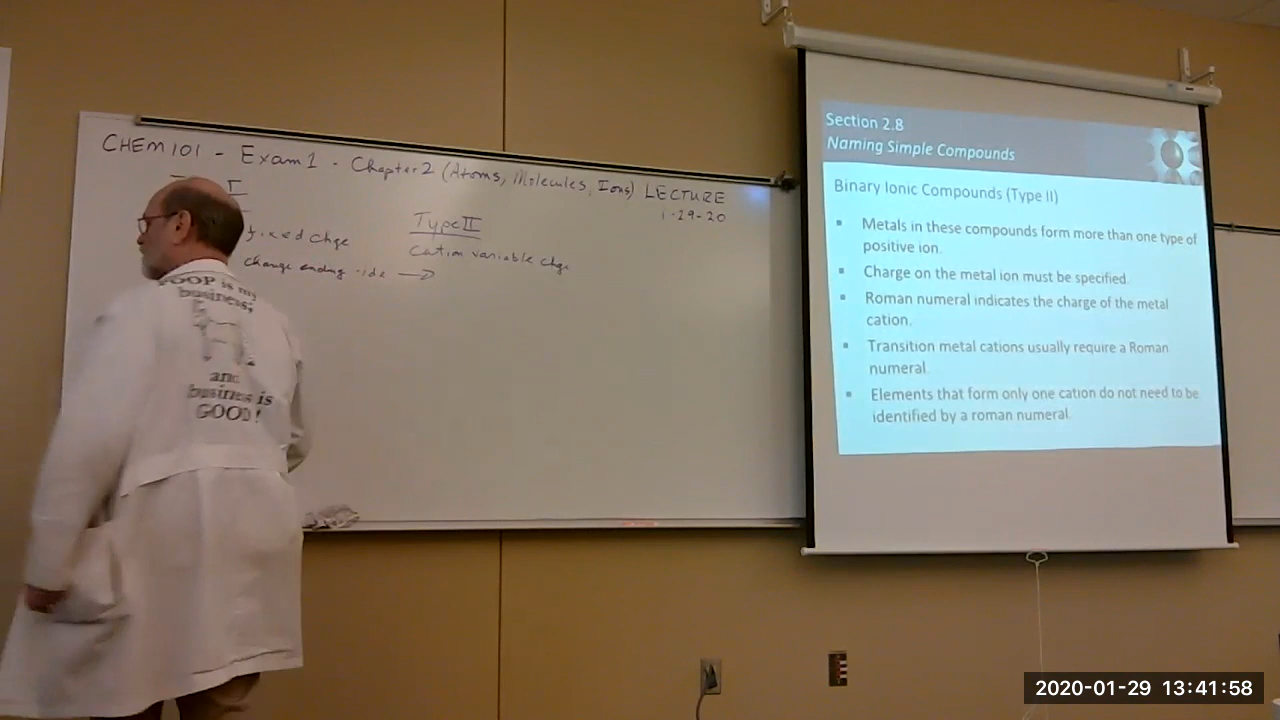 CHEM 101 - Exam 1 - Chapter 2 (Atoms, Molecules, Ions) LECTURE
1-29-20
I
fixed chge
change ending -ide →
Type II
cation variable chge
POOP is my
business;
and
business is
GOOD!
Section 2.8
Naming Simple Compounds
Binary Ionic Compounds (Type II)
▪ Metals in these compounds form more than one type of
positive ion.
▪ Charge on the metal ion must be specified.
▪ Roman numeral indicates the charge of the metal
cation.
▪ Transition metal cations usually require a Roman
numeral.
▪ Elements that form only one cation do not need to be
identified by a roman numeral.
2020-01-29 13:41:58